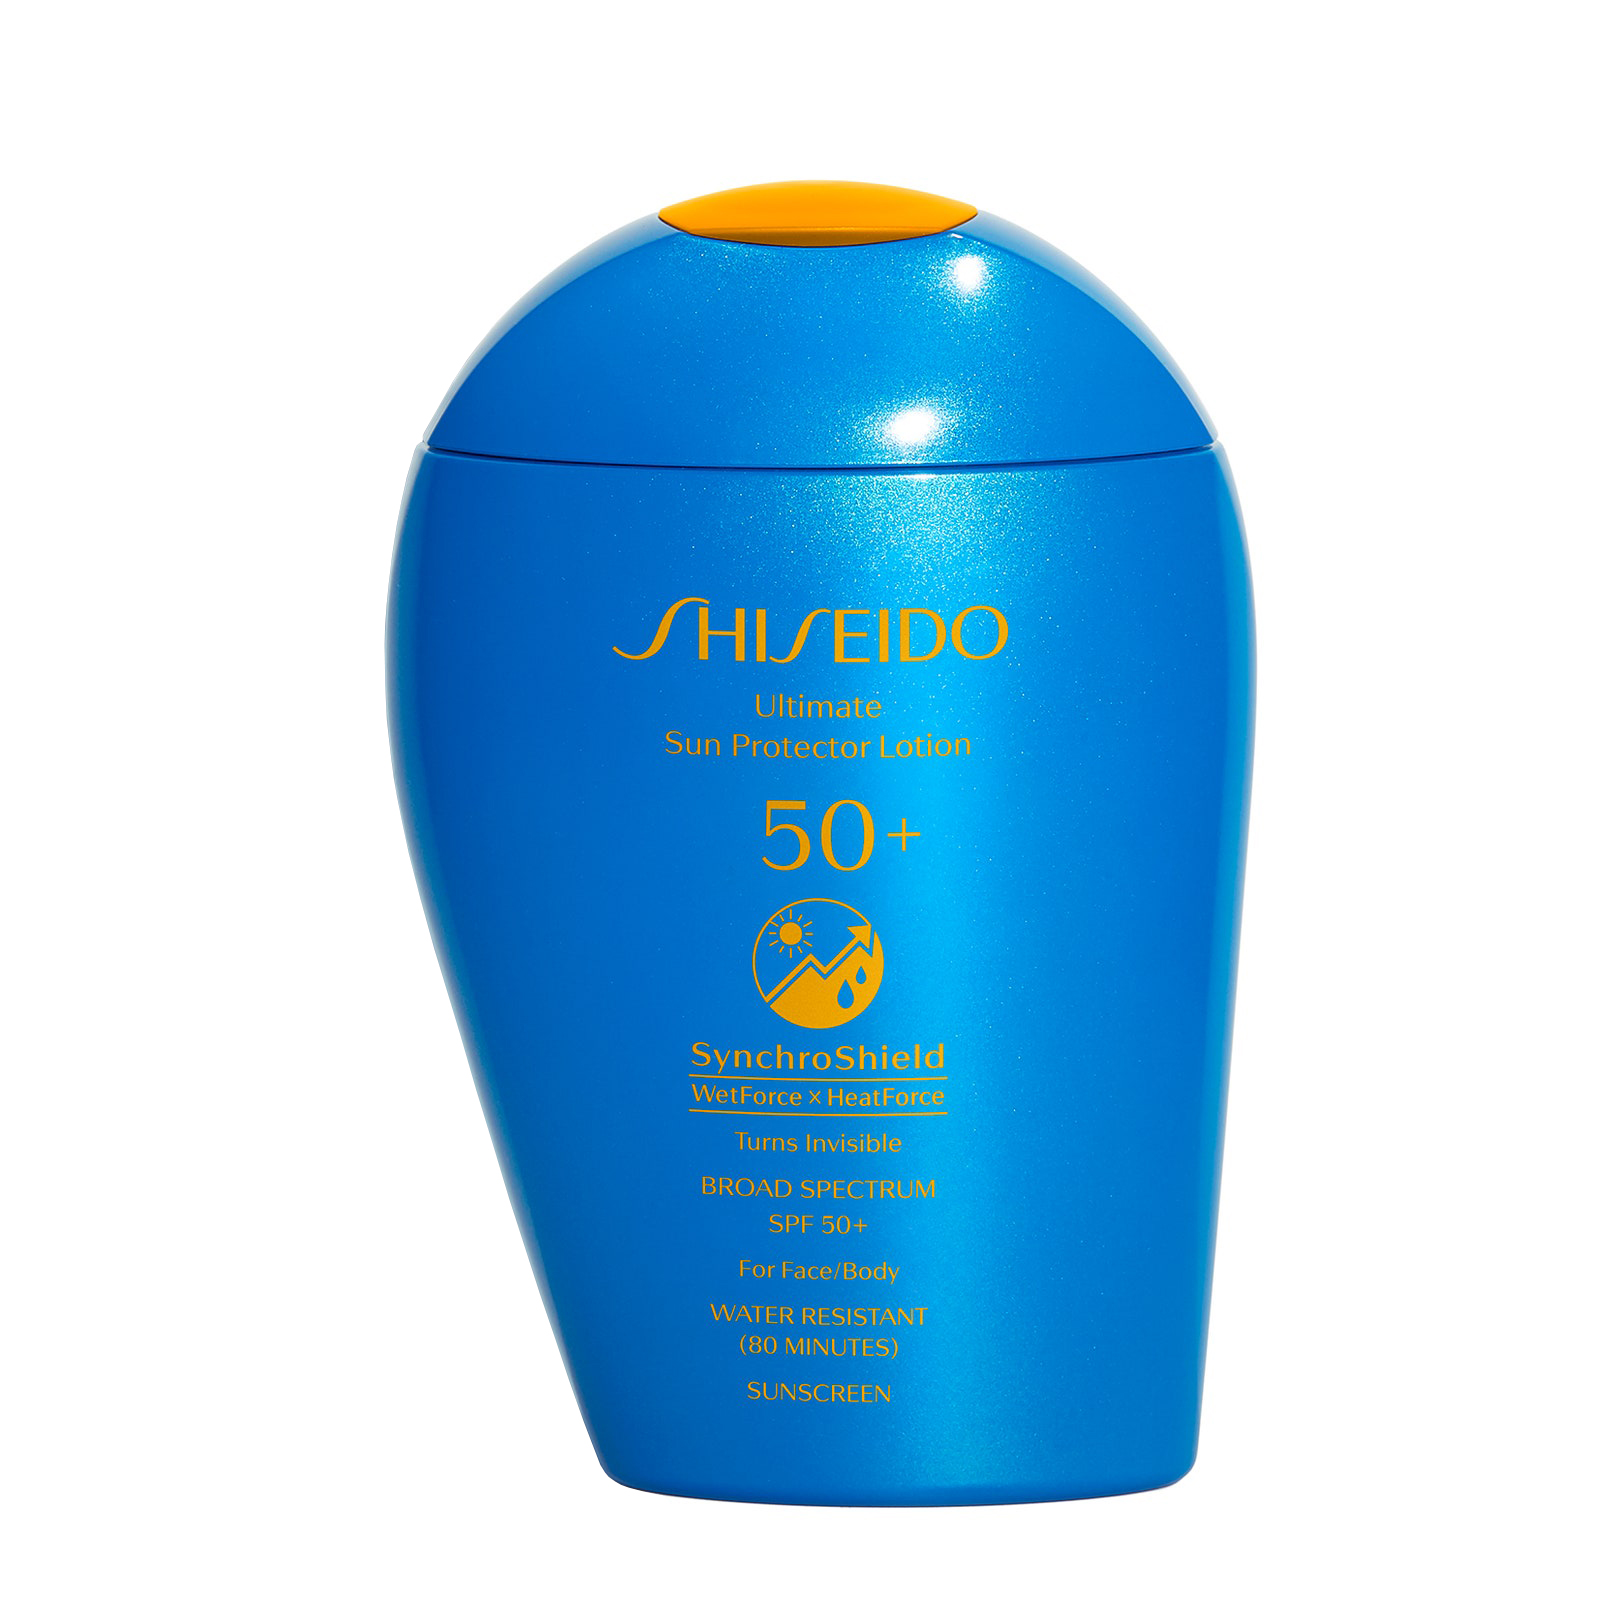 SHISEIDO
Ultimate
Sun Protector Lotion
50+
SynchroShield
WetForce x HeatForce
Turns Invisible
BROAD SPECTRUM
SPF 50+
For Face/Body
WATER RESISTANT
(80 MINUTES)
SUNSCREEN